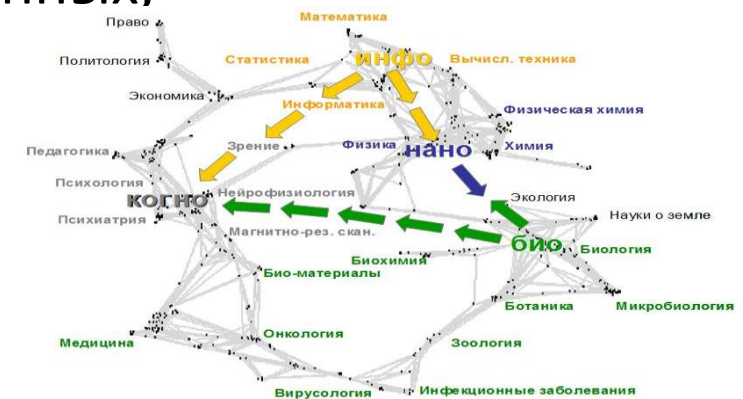 Математика
Право
Политология
Статистика
инфо
Вычисл. техника
Экономика
Информатика
Физическая химия
Педагогика
Зрение
Физика
нано
Химия
Психология
когно
Нейрофизиология
Экология
Психиатрия
Науки о земле
Магнитно-рез. скан.
био
Биология
Биохимия
Био-материалы
Ботаника
Микробиология
Онкология
Медицина
Зоология
Вирусология
Инфекционные заболевания